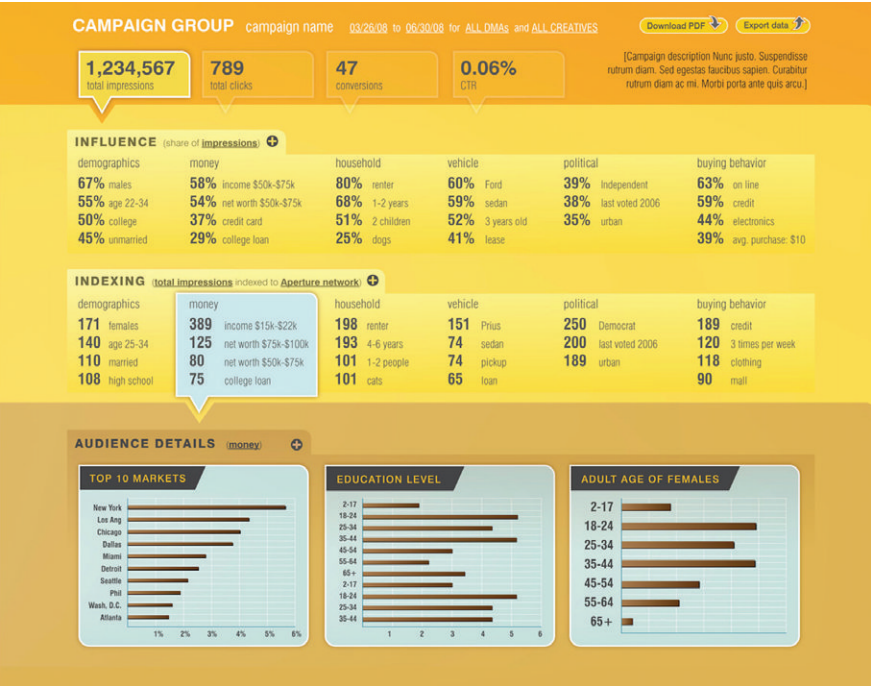 CAMPAIGN GROUP campaign name 03/26/08 to 06/30/08 for ALL DMAs and ALL CREATIVES
Download PDF Export data
[Campaign description Nunc justo. Suspendisse
rutrum diam. Sed egestas faucibus sapien. Curabitur
rutrum diam ac mi. Morbi porta ante quis arcu.]
1,234,567 789 47 0.06%
total impressions total clicks conversions CTR
INFLUENCE (share of impressions)
demographics money household vehicle political buying behavior
67% males 58% income $50k-$75k 80% renter 60% Ford 39% Independent 63% on line
55% age 22-34 54% net worth $50k-$75k 68% 1-2 years 59% sedan 38% last voted 2006 59% credit
50% college 37% credit card 51% 2 children 52% 3 years old 35% urban 44% electronics
45% unmarried 29% college loan 25% dogs 41% lease 39% avg. purchase: $10
INDEXING (total impressions indexed to Aperture network)
demographics money household vehicle political buying behavior
171 females 389 income $15k-$22k 198 renter 151 Prius 250 Democrat 189 credit
140 age 25-34 125 net worth $75k-$100k 193 4-6 years 74 sedan 200 last voted 2006 120 3 times per week
110 married 80 net worth $50k-$75k 101 1-2 people 74 pickup 189 urban 118 clothing
108 high school 75 college loan 101 cats 65 loan 90 mall
AUDIENCE DETAILS (money)
TOP 10 MARKETS
New York
Los Ang
Chicago
Dallas
Miami
Detroit
Seattle
Phil
Wash, D.C.
Atlanta
1% 2% 3% 4% 5% 6%
EDUCATION LEVEL
2-17
18-24
25-34
35-44
45-54
55-64
65+
2-17
18-24
25-34
35-44
1 2 3 4 5 6
ADULT AGE OF FEMALES
2-17
18-24
25-34
35-44
45-54
55-64
65+